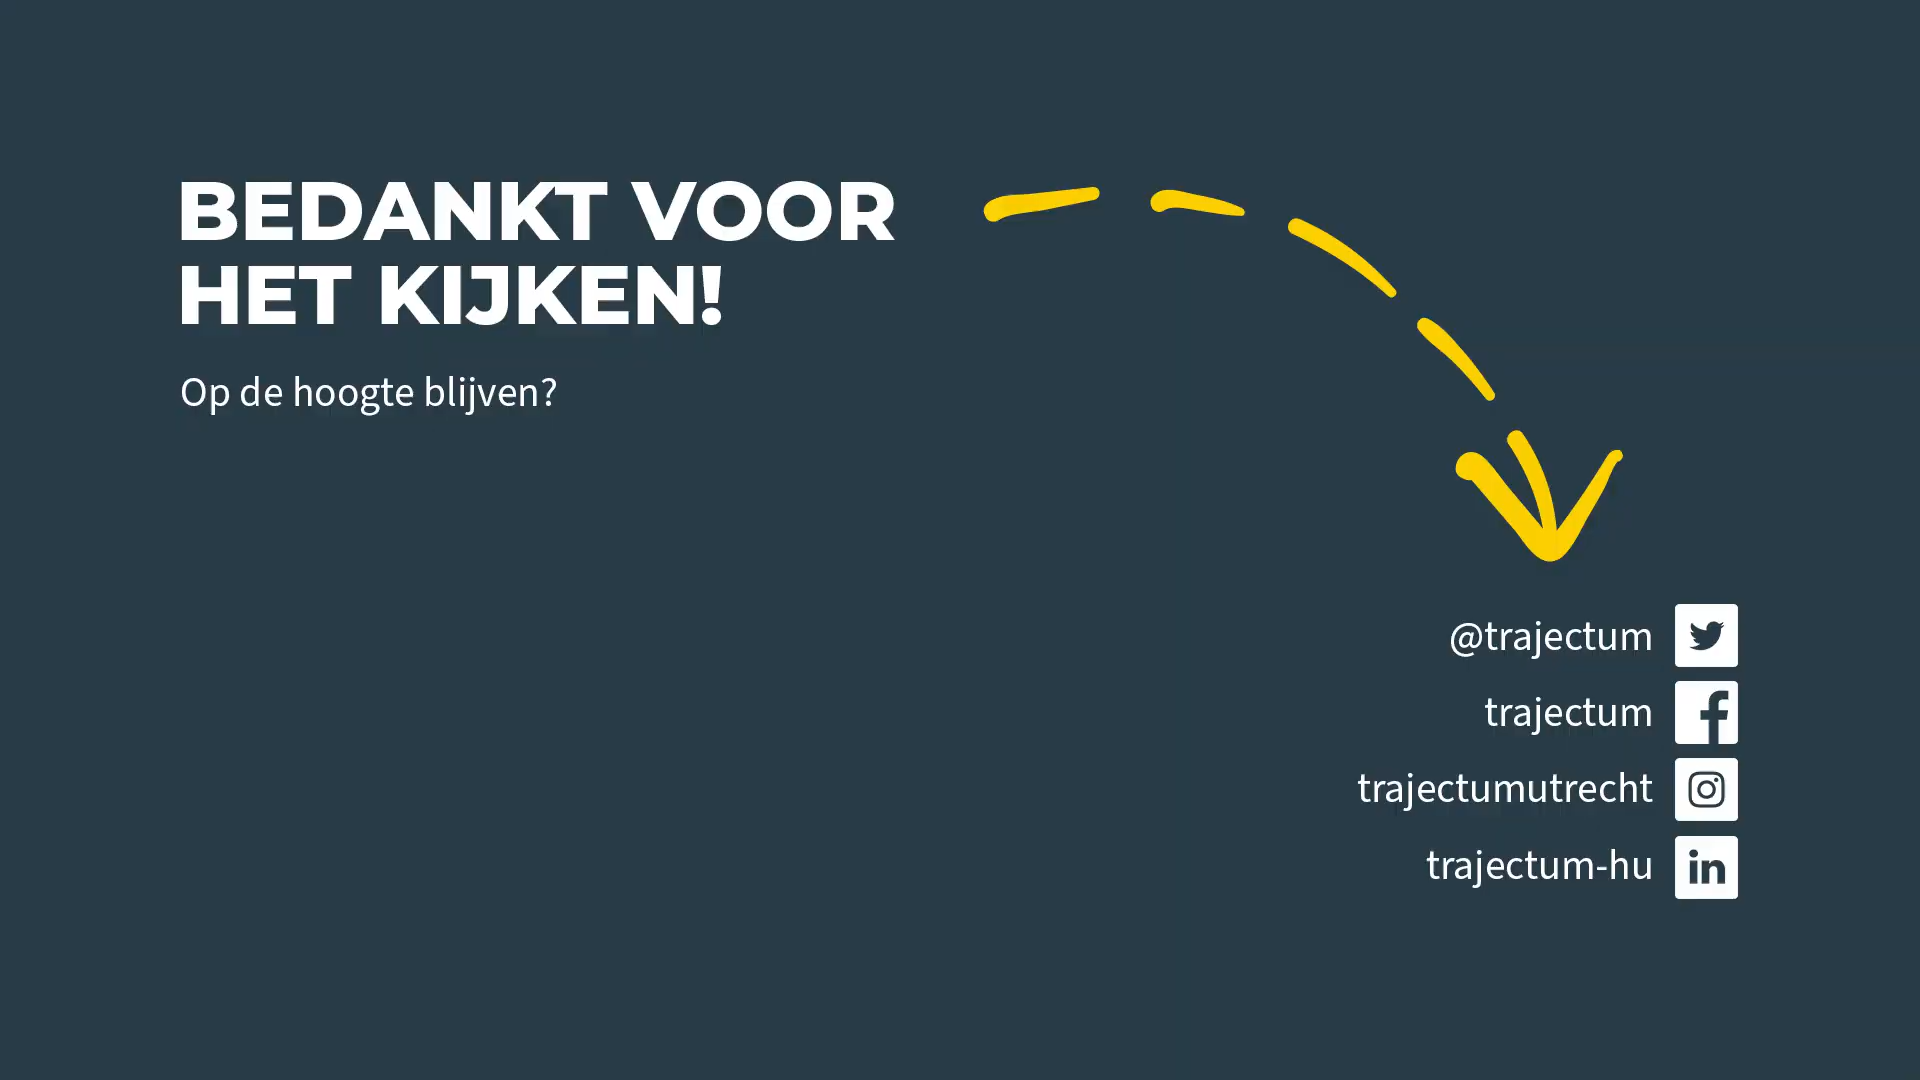 BEDANKT VOOR
HET KIJKEN!
Op de hoogte blijven?
@trajectum
trajectum
trajectumutrecht
trajectum-hu